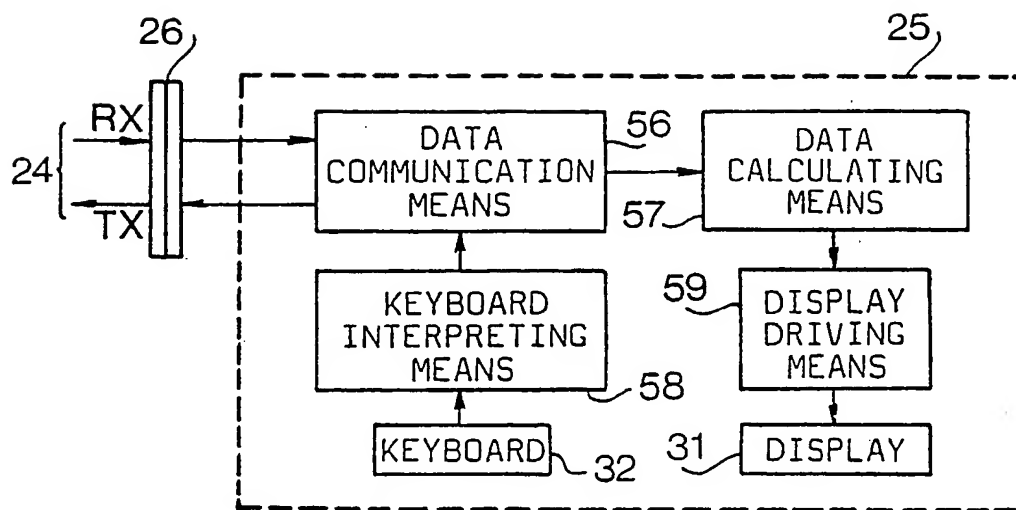 26
25
RX
24
TX
DATA
COMMUNICATION
MEANS
56
DATA
CALCULATING
MEANS
57
KEYBOARD
INTERPRETING
MEANS
58
59
DISPLAY
DRIVING
MEANS
KEYBOARD
32
31
DISPLAY